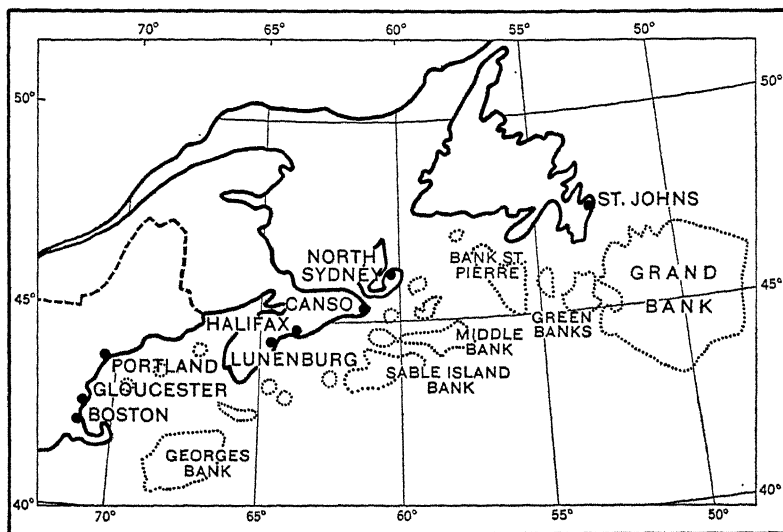 70° 65° 60° 55° 50°
50° 50°
ST. JOHNS
NORTH
SYDNEY
BANK ST.
PIERRE
GRAND
BANK
45° 45°
CANSO
GREEN
BANKS
HALIFAX
MIDDLE
BANK
LUNENBURG
PORTLAND
SABLE ISLAND
BANK
GLOUCESTER
BOSTON
GEORGES
BANK
40° 40°
70° 65° 60° 55° 50°